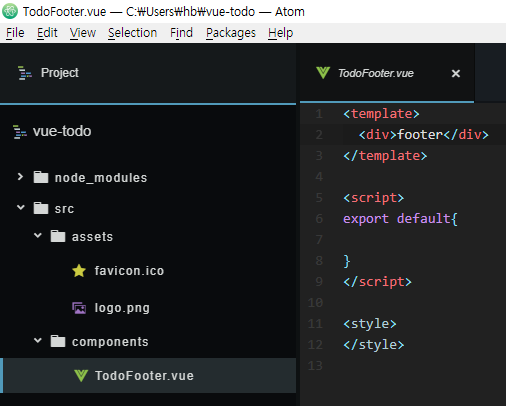 TodoFooter.vue — C:₩Users₩hb₩vue-todo — Atom
File Edit View Selection Find Packages Help
Project
TodoFooter.vue ×
vue-todo
node_modules
src
assets
favicon.ico
logo.png
components
TodoFooter.vue
1 <template>
2 <div>footer</div>
3 </template>
4
5 <script>
6 export default{
7
8 }
9 </script>
10
11 <style>
12 </style>
13